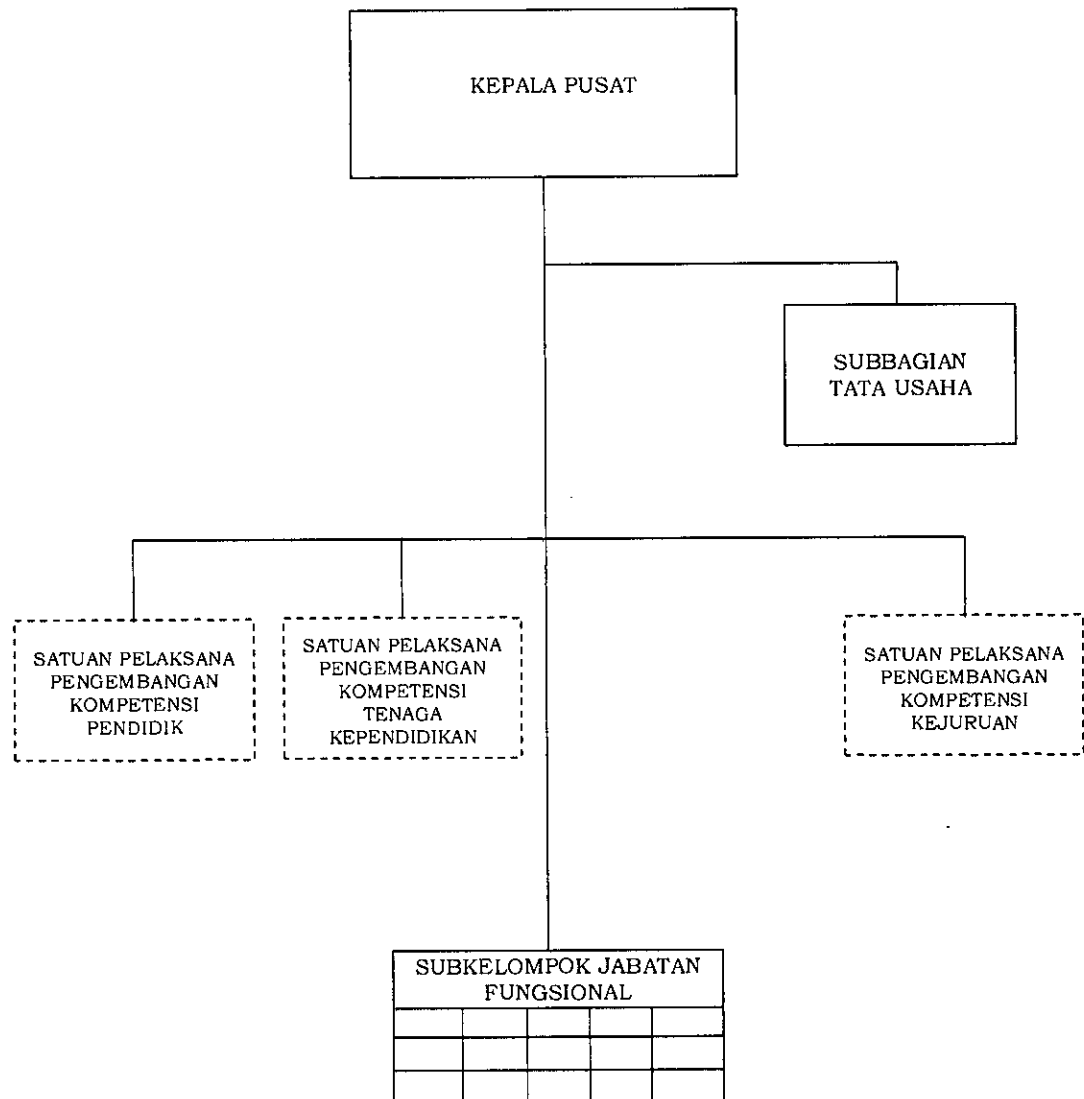 KEPALA PUSAT
SUBBAGIAN
TATA USAHA
SATUAN PELAKSANA
PENGEMBANGAN
KOMPETENSI
PENDIDIK
SATUAN PELAKSANA
PENGEMBANGAN
KOMPETENSI
TENAGA
KEPENDIDIKAN
SATUAN PELAKSANA
PENGEMBANGAN
KOMPETENSI
KEJURUAN
SUBKELOMPOK JABATAN
FUNGSIONAL